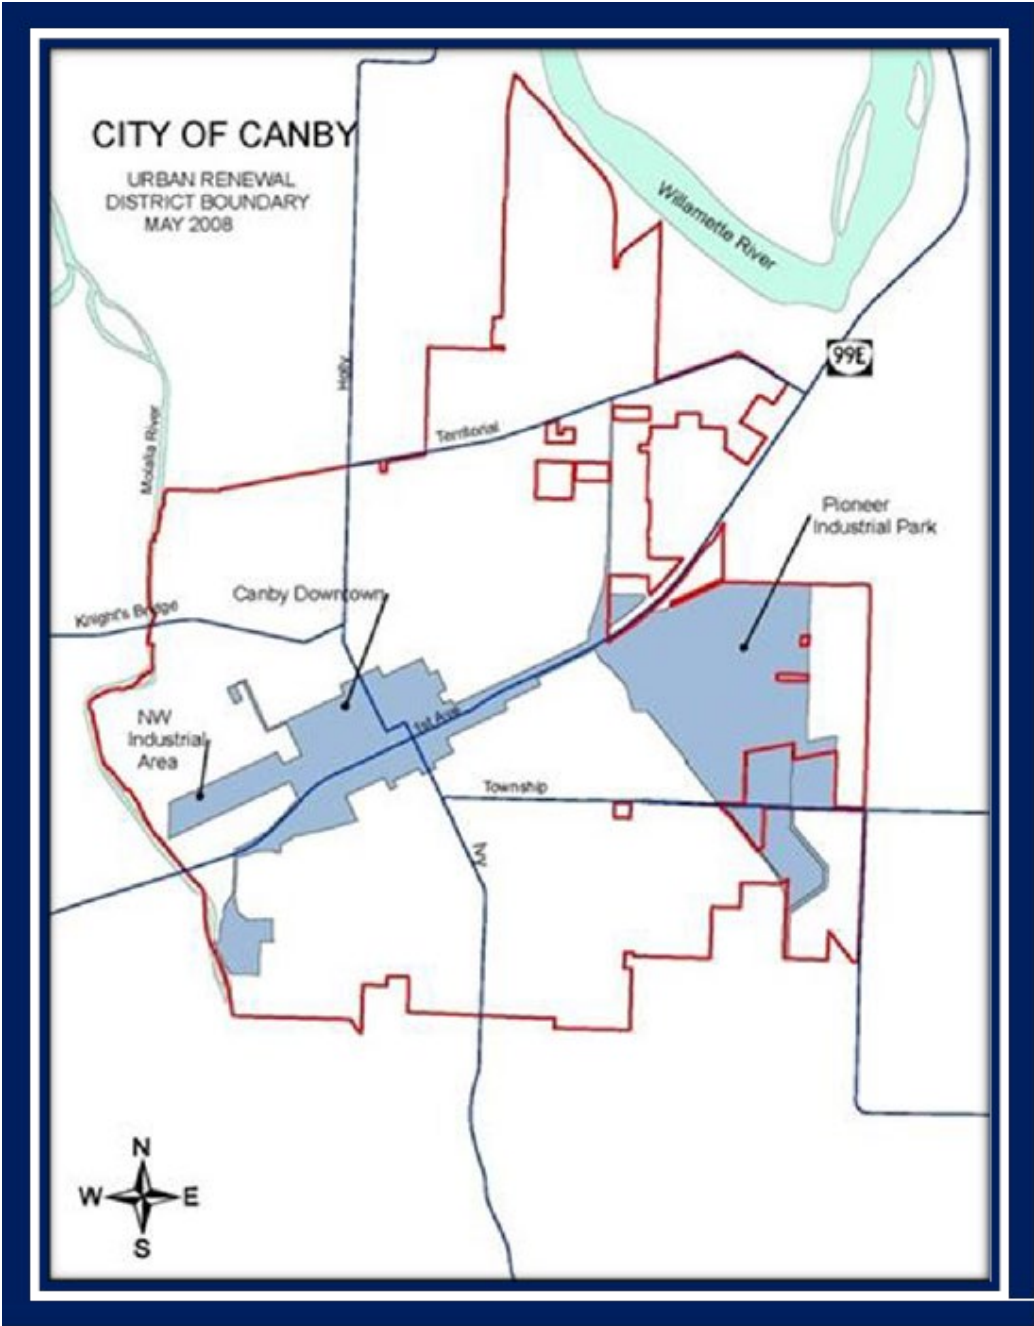 CITY OF CANBY
URBAN RENEWAL
DISTRICT BOUNDARY
MAY 2008
Willamette River
99E
Holly
Territorial
Molalla River
Pioneer
Industrial Park
Canby Downtown
Knight's Bridge
1st Ave
NW
Industrial
Area
Township
Ivy
N
W E
S